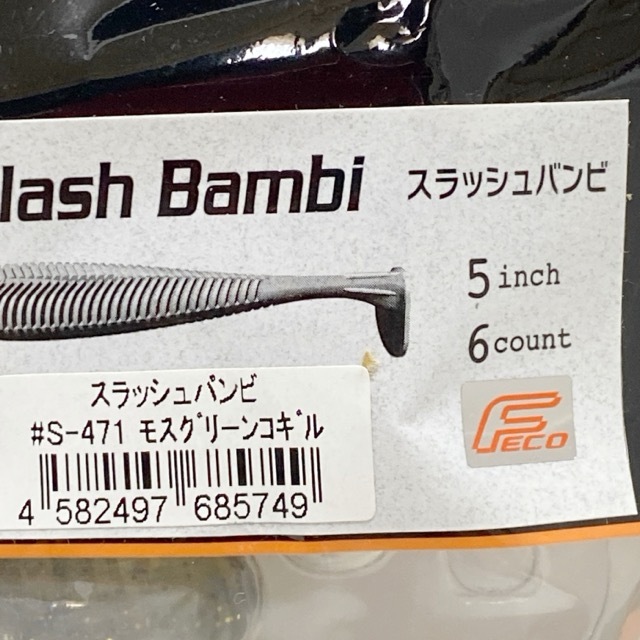 lash Bambi スラッシュバンビ
5 inch
6 count
FECO
スラッシュバンビ
#S-471 モスグリーンコギル
4 582497 685749